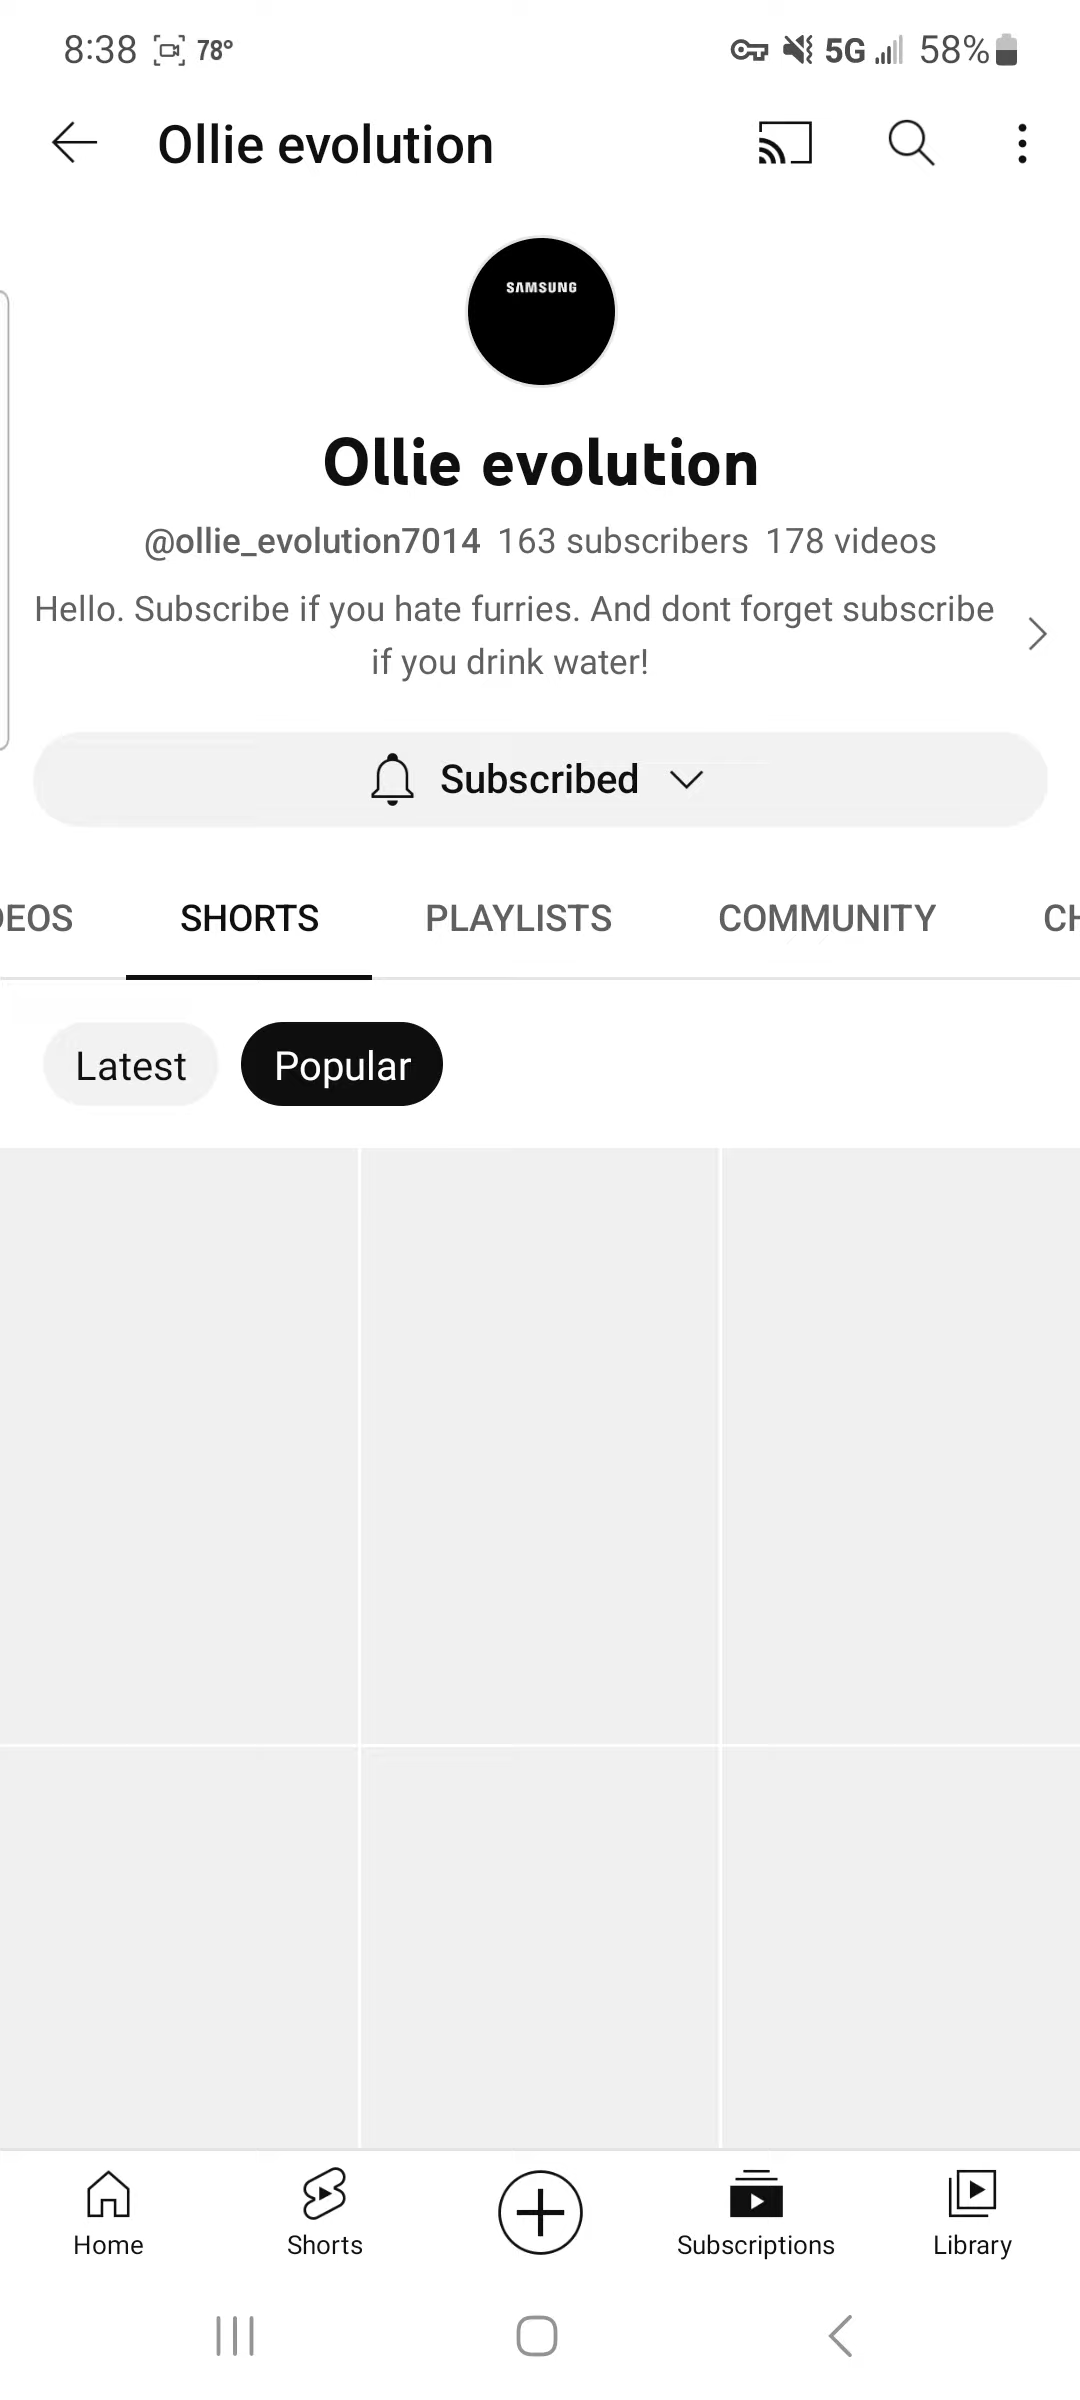 8:38 78° 5G 58%
Ollie evolution
SAMSUNG
Ollie evolution
@ollie_evolution7014 163 subscribers 178 videos
Hello. Subscribe if you hate furries. And dont forget subscribe
if you drink water!
Subscribed
DEOS SHORTS PLAYLISTS COMMUNITY CH
Latest Popular
Home Shorts Subscriptions Library